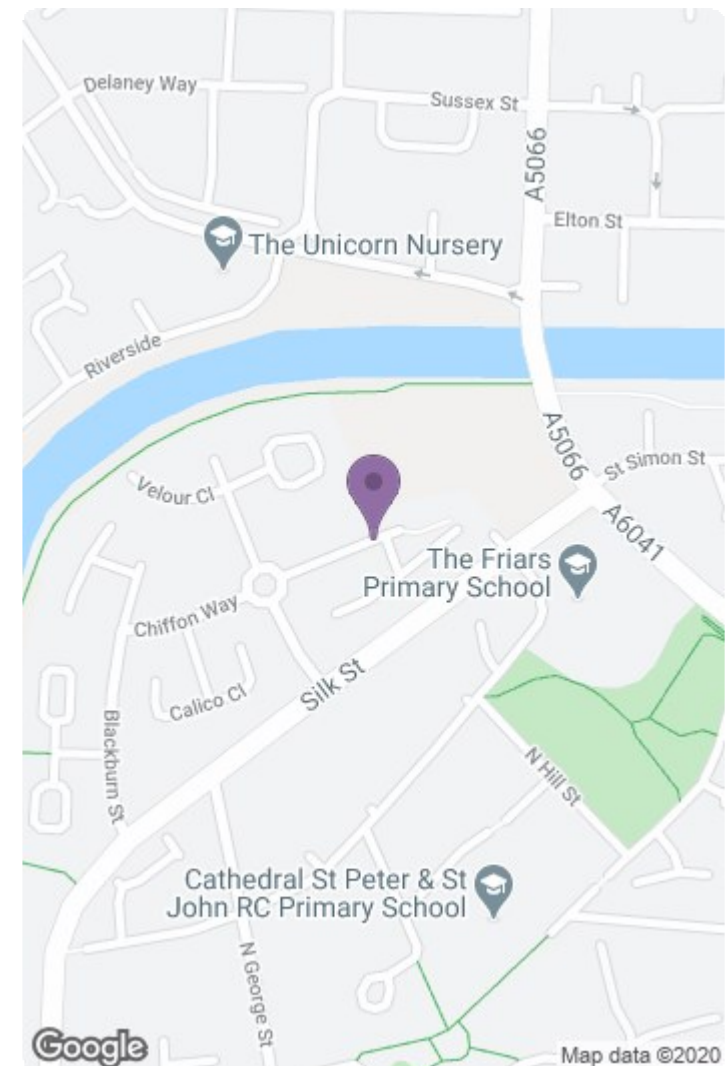 Delaney Way
Sussex St
A5066
Elton St
The Unicorn Nursery
Riverside
A5066
St Simon St
Velour Cl
A6041
The Friars
Primary School
Chiffon Way
Silk St
Calico Cl
Blackburn St
N Hill St
Cathedral St Peter & St
John RC Primary School
N George St
Google
Map data ©2020